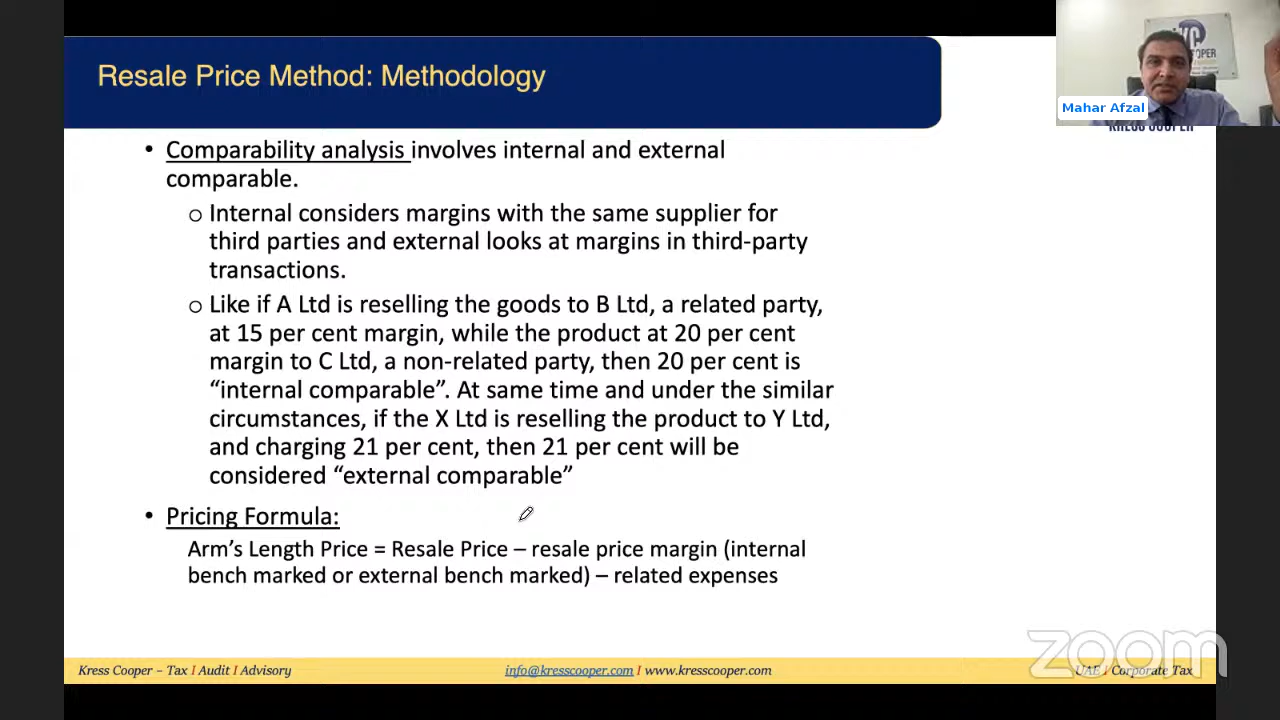 Resale Price Method: Methodology
Mahar Afzal
KRESS COOPER
• Comparability analysis involves internal and external
comparable.
o Internal considers margins with the same supplier for
third parties and external looks at margins in third-party
transactions.
o Like if A Ltd is reselling the goods to B Ltd, a related party,
at 15 per cent margin, while the product at 20 per cent
margin to C Ltd, a non-related party, then 20 per cent is
“internal comparable”. At same time and under the similar
circumstances, if the X Ltd is reselling the product to Y Ltd,
and charging 21 per cent, then 21 per cent will be
considered “external comparable”
• Pricing Formula:
Arm’s Length Price = Resale Price – resale price margin (internal
bench marked or external bench marked) – related expenses
zoom
Kress Cooper – Tax I Audit I Advisory
info@kresscooper.com I www.kresscooper.com
UAE I Corporate Tax